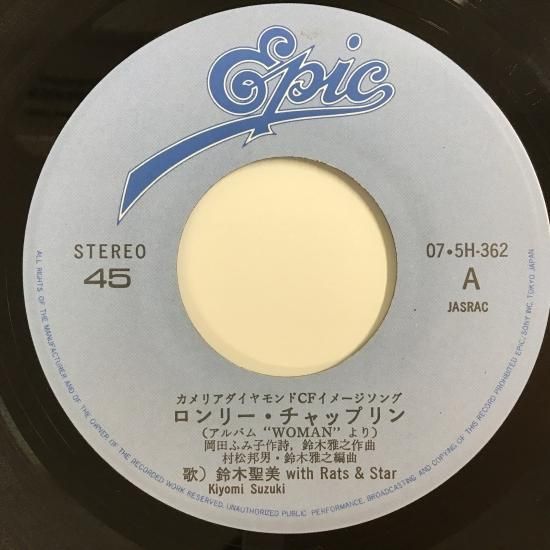 Epic
STEREO
45
07・5H-362
A
JASRAC
カメリアダイヤモンドCFイメージソング
ロンリー・チャップリン
(アルバム “WOMAN” より)
岡田ふみ子作詩, 鈴木雅之作曲
村松邦男・鈴木雅之編曲
歌) 鈴木聖美 with Rats & Star
Kiyomi Suzuki
ALL RIGHTS OF THE MANUFACTURER AND OF THE OWNER OF THE RECORDED WORK RESERVED. UNAUTHORIZED PUBLIC PERFORMANCE, BROADCASTING AND COPYING OF THIS RECORD PROHIBITED EPIC/SONY INC. TOKYO JAPAN